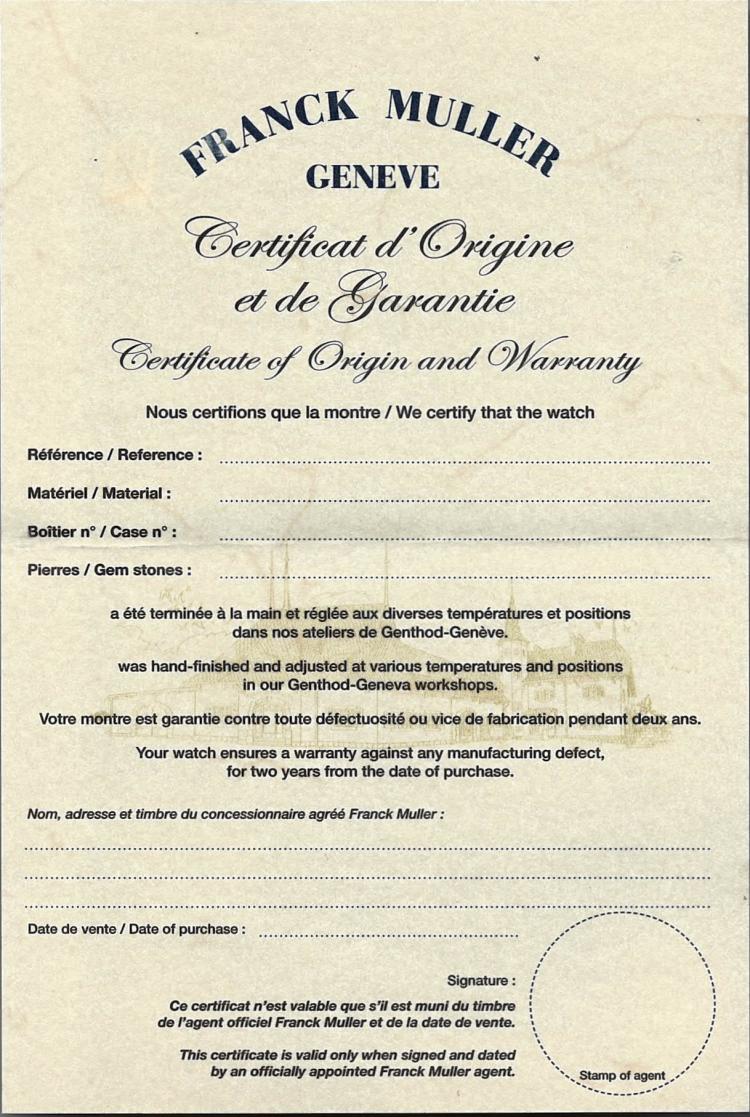 FRANCK MULLER
GENEVE
Certificat d'Origine
et de Garantie
Certificate of Origin and Warranty
Nous certifions que la montre / We certify that the watch
Référence / Reference :
Matériel / Material :
Boîtier n° / Case n° :
Pierres / Gem stones :
a été terminée à la main et réglée aux diverses températures et positions
dans nos ateliers de Genthod-Genève.
was hand-finished and adjusted at various temperatures and positions
in our Genthod-Geneva workshops.
Votre montre est garantie contre toute défectuosité ou vice de fabrication pendant deux ans.
Your watch ensures a warranty against any manufacturing defect,
for two years from the date of purchase.
Nom, adresse et timbre du concessionnaire agréé Franck Muller :
Date de vente / Date of purchase :
Signature :
Ce certificat n'est valable que s'il est muni du timbre
de l'agent officiel Franck Muller et de la date de vente.
This certificate is valid only when signed and dated
by an officially appointed Franck Muller agent.
Stamp of agent